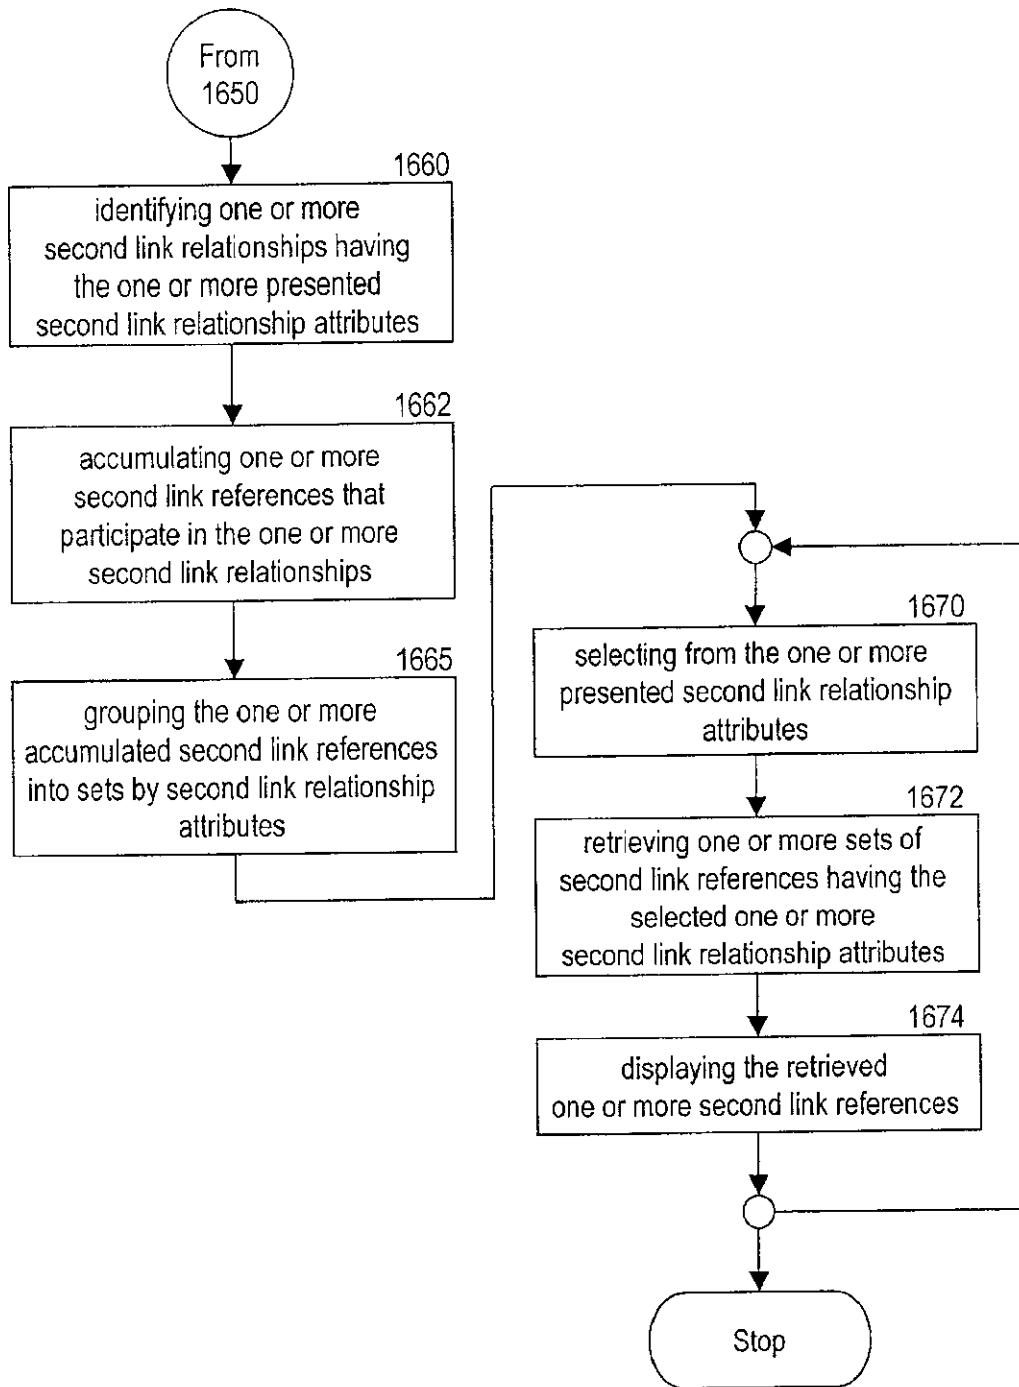 From
1650
1660
identifying one or more
second link relationships having
the one or more presented
second link relationship attributes
1662
accumulating one or more
second link references that
participate in the one or more
second link relationships
1665
grouping the one or more
accumulated second link references
into sets by second link relationship
attributes
1670
selecting from the one or more
presented second link relationship
attributes
1672
retrieving one or more sets of
second link references having the
selected one or more
second link relationship attributes
1674
displaying the retrieved
one or more second link references
Stop